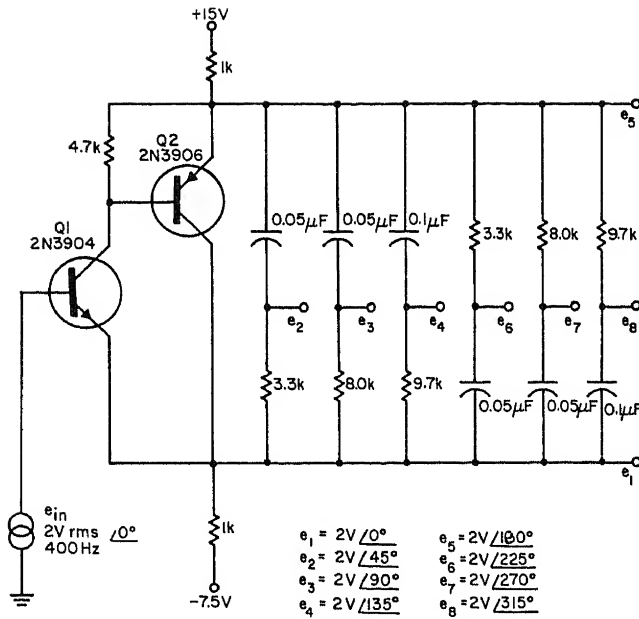 +15V
1k
e5
4.7k
Q2
2N3906
Q1
2N3904
0.05μF
0.05μF
0.1μF
3.3k
8.0k
9.7k
e2
e3
e4
e6
e7
e8
3.3k
8.0k
9.7k
0.05μF
0.05μF
0.1μF
e1
ein
2V rms /0°
400Hz
1k
-7.5V
e1 = 2V /0°
e2 = 2V /45°
e3 = 2V /90°
e4 = 2V /135°
e5 = 2V /180°
e6 = 2V /225°
e7 = 2V /270°
e8 = 2V /315°